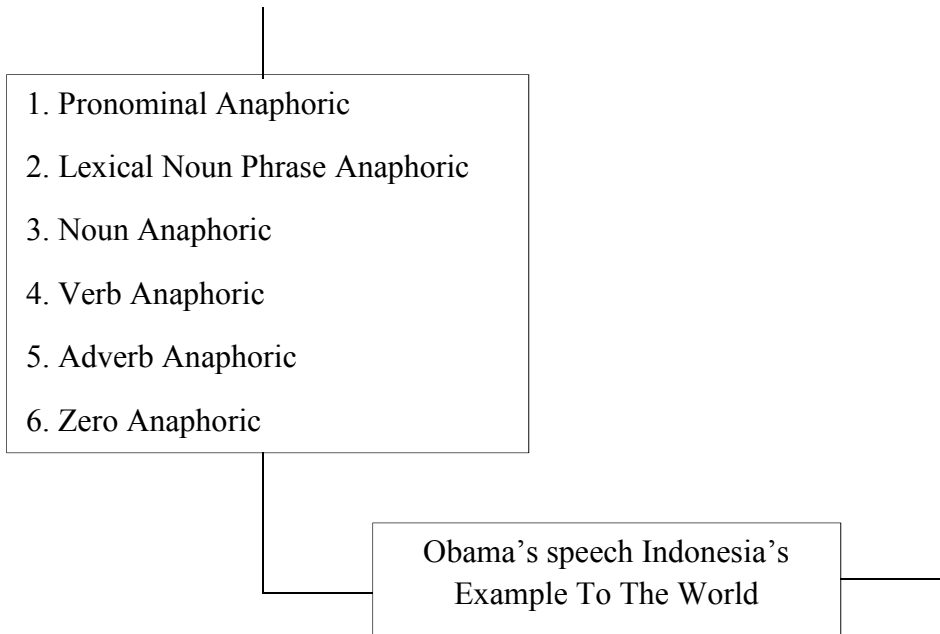 1. Pronominal Anaphoric
2. Lexical Noun Phrase Anaphoric
3. Noun Anaphoric
4. Verb Anaphoric
5. Adverb Anaphoric
6. Zero Anaphoric
Obama’s speech Indonesia’s
Example To The World